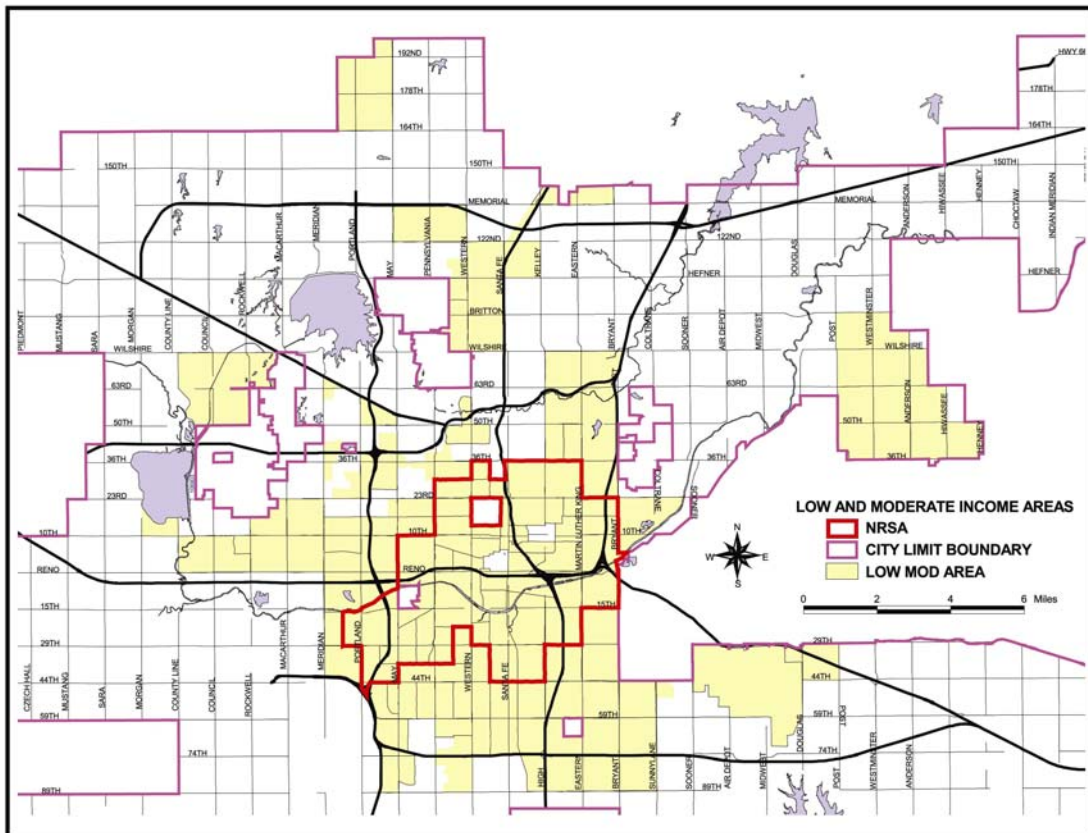 192ND
HWY 66
178TH
178TH
164TH
164TH
150TH
150TH
150TH
MEMORIAL
MEMORIAL
122ND
122ND
HEFNER
HEFNER
MACARTHUR
MERIDIAN
PORTLAND
MAY
PENNSYLVANIA
WESTERN
SANTA FE
KELLEY
EASTERN
DOUGLAS
ANDERSON
HIWASSEE
HENNEY
CHOCTAW
INDIAN MERIDIAN
PIEDMONT
MUSTANG
SARA
MORGAN
COUNTY LINE
COUNCIL
ROCKWELL
BRITTON
WILSHIRE
WILSHIRE
WILSHIRE
BRYANT
COLTRANE
SOONER
AIR DEPOT
MIDWEST
POST
WESTMINSTER
63RD
63RD
63RD
ANDERSON
HIWASSEE
HENNEY
50TH
50TH
50TH
36TH
36TH
36TH
36TH
36TH
23RD
23RD
COLTRANE
SOONER
MARTIN LUTHER KING
BRYANT
10TH
10TH
10TH
RENO
15TH
15TH
LOW AND MODERATE INCOME AREAS
NRSA
CITY LIMIT BOUNDARY
LOW MOD AREA
N
W E
S
0 2 4 6 Miles
29TH
29TH
44TH
44TH
44TH
CZECH HALL
MUSTANG
SARA
MORGAN
COUNTY LINE
COUNCIL
ROCKWELL
MACARTHUR
MERIDIAN
PORTLAND
MAY
WESTERN
SANTA FE
59TH
59TH
59TH
74TH
74TH
89TH
89TH
HIGH
EASTERN
BRYANT
SUNNYLANE
SOONER
AIR DEPOT
MIDWEST
DOUGLAS
POST
POST
WESTMINSTER
ANDERSON